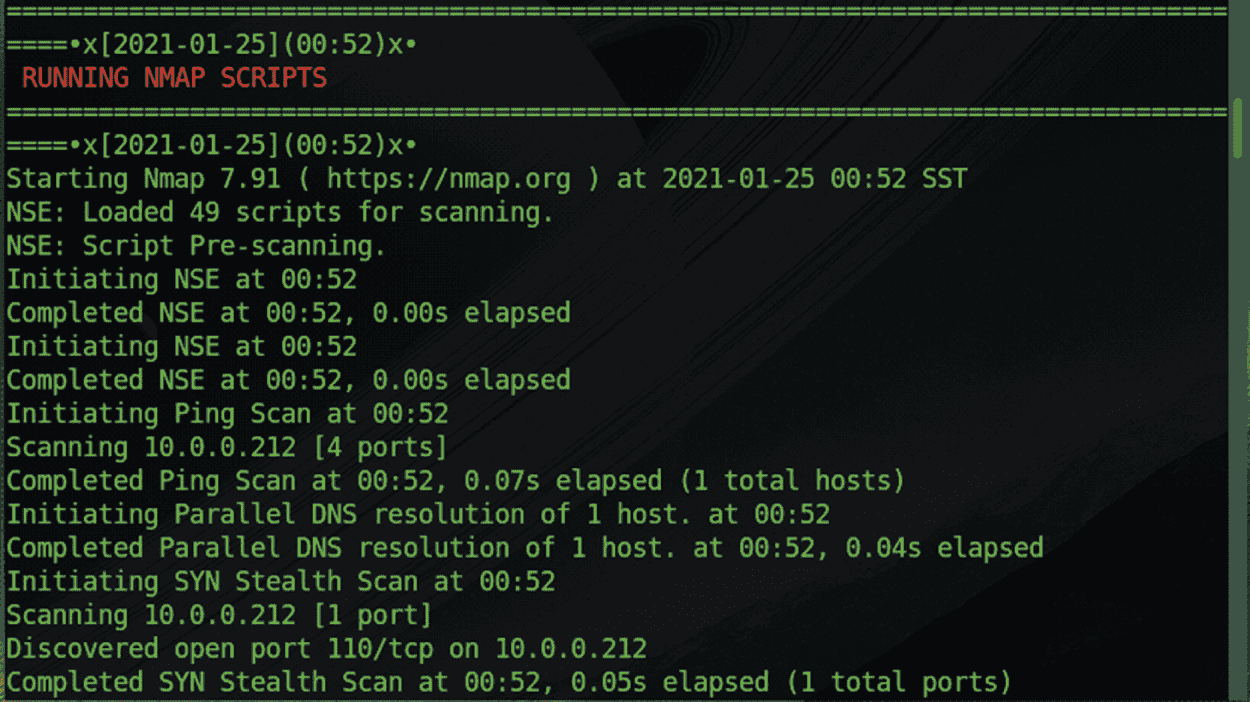 ================================================================================
====•x[2021-01-25](00:52)x•
RUNNING NMAP SCRIPTS
================================================================================
====•x[2021-01-25](00:52)x•
Starting Nmap 7.91 ( https://nmap.org ) at 2021-01-25 00:52 SST
NSE: Loaded 49 scripts for scanning.
NSE: Script Pre-scanning.
Initiating NSE at 00:52
Completed NSE at 00:52, 0.00s elapsed
Initiating NSE at 00:52
Completed NSE at 00:52, 0.00s elapsed
Initiating Ping Scan at 00:52
Scanning 10.0.0.212 [4 ports]
Completed Ping Scan at 00:52, 0.07s elapsed (1 total hosts)
Initiating Parallel DNS resolution of 1 host. at 00:52
Completed Parallel DNS resolution of 1 host. at 00:52, 0.04s elapsed
Initiating SYN Stealth Scan at 00:52
Scanning 10.0.0.212 [1 port]
Discovered open port 110/tcp on 10.0.0.212
Completed SYN Stealth Scan at 00:52, 0.05s elapsed (1 total ports)